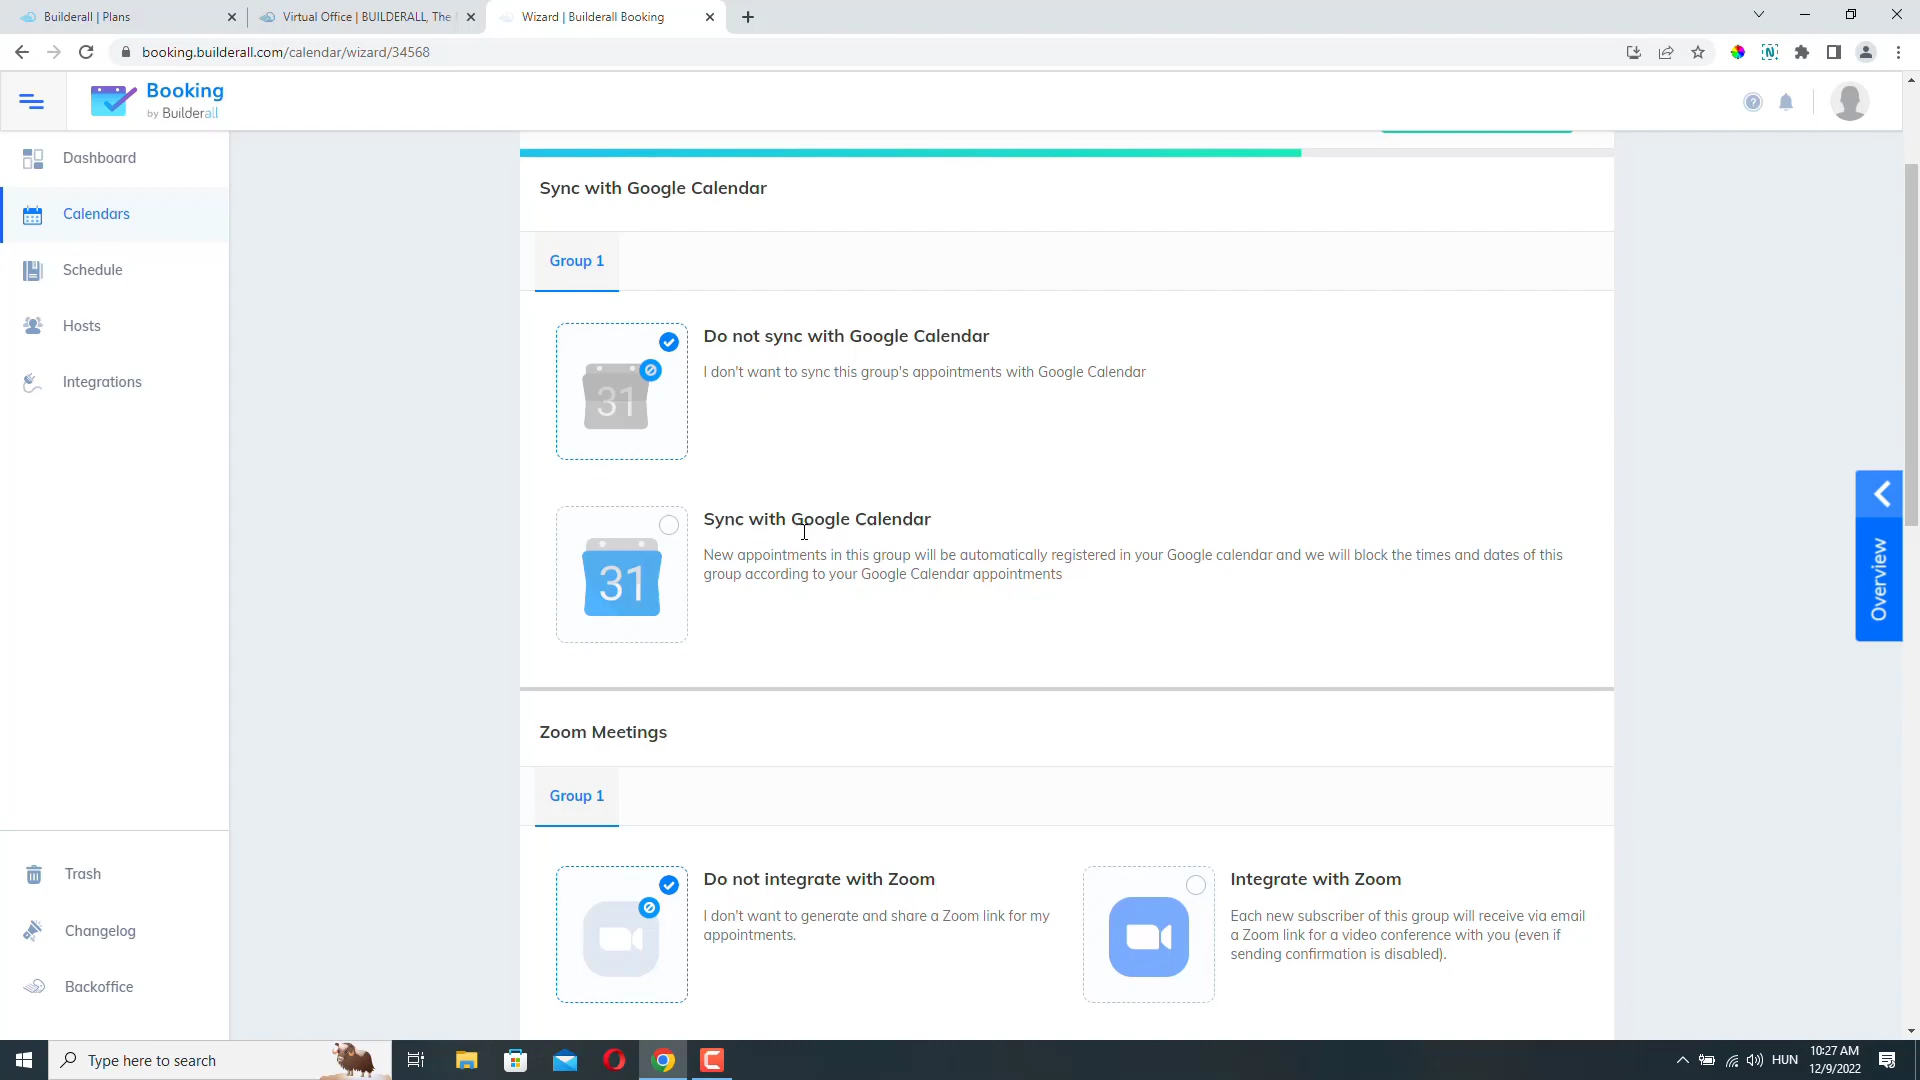 Builderall | Plans
Virtual Office | BUILDERALL, The
Wizard | Builderall Booking
booking.builderall.com/calendar/wizard/34568
Booking
by Builderall
Dashboard
Calendars
Schedule
Hosts
Integrations
Trash
Changelog
Backoffice
Sync with Google Calendar
Group 1
31
Do not sync with Google Calendar
I don't want to sync this group's appointments with Google Calendar
31
Sync with Google Calendar
New appointments in this group will be automatically registered in your Google calendar and we will block the times and dates of this
group according to your Google Calendar appointments
Zoom Meetings
Group 1
Do not integrate with Zoom
I don't want to generate and share a Zoom link for my
appointments.
Integrate with Zoom
Each new subscriber of this group will receive via email
a Zoom link for a video conference with you (even if
sending confirmation is disabled).
Overview
Type here to search
HUN
10:27 AM
12/9/2022